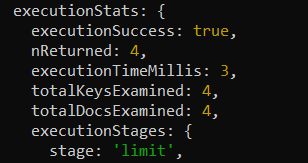 executionStats: {
executionSuccess: true,
nReturned: 4,
executionTimeMillis: 3,
totalKeysExamined: 4,
totalDocsExamined: 4,
executionStages: {
stage: 'limit',